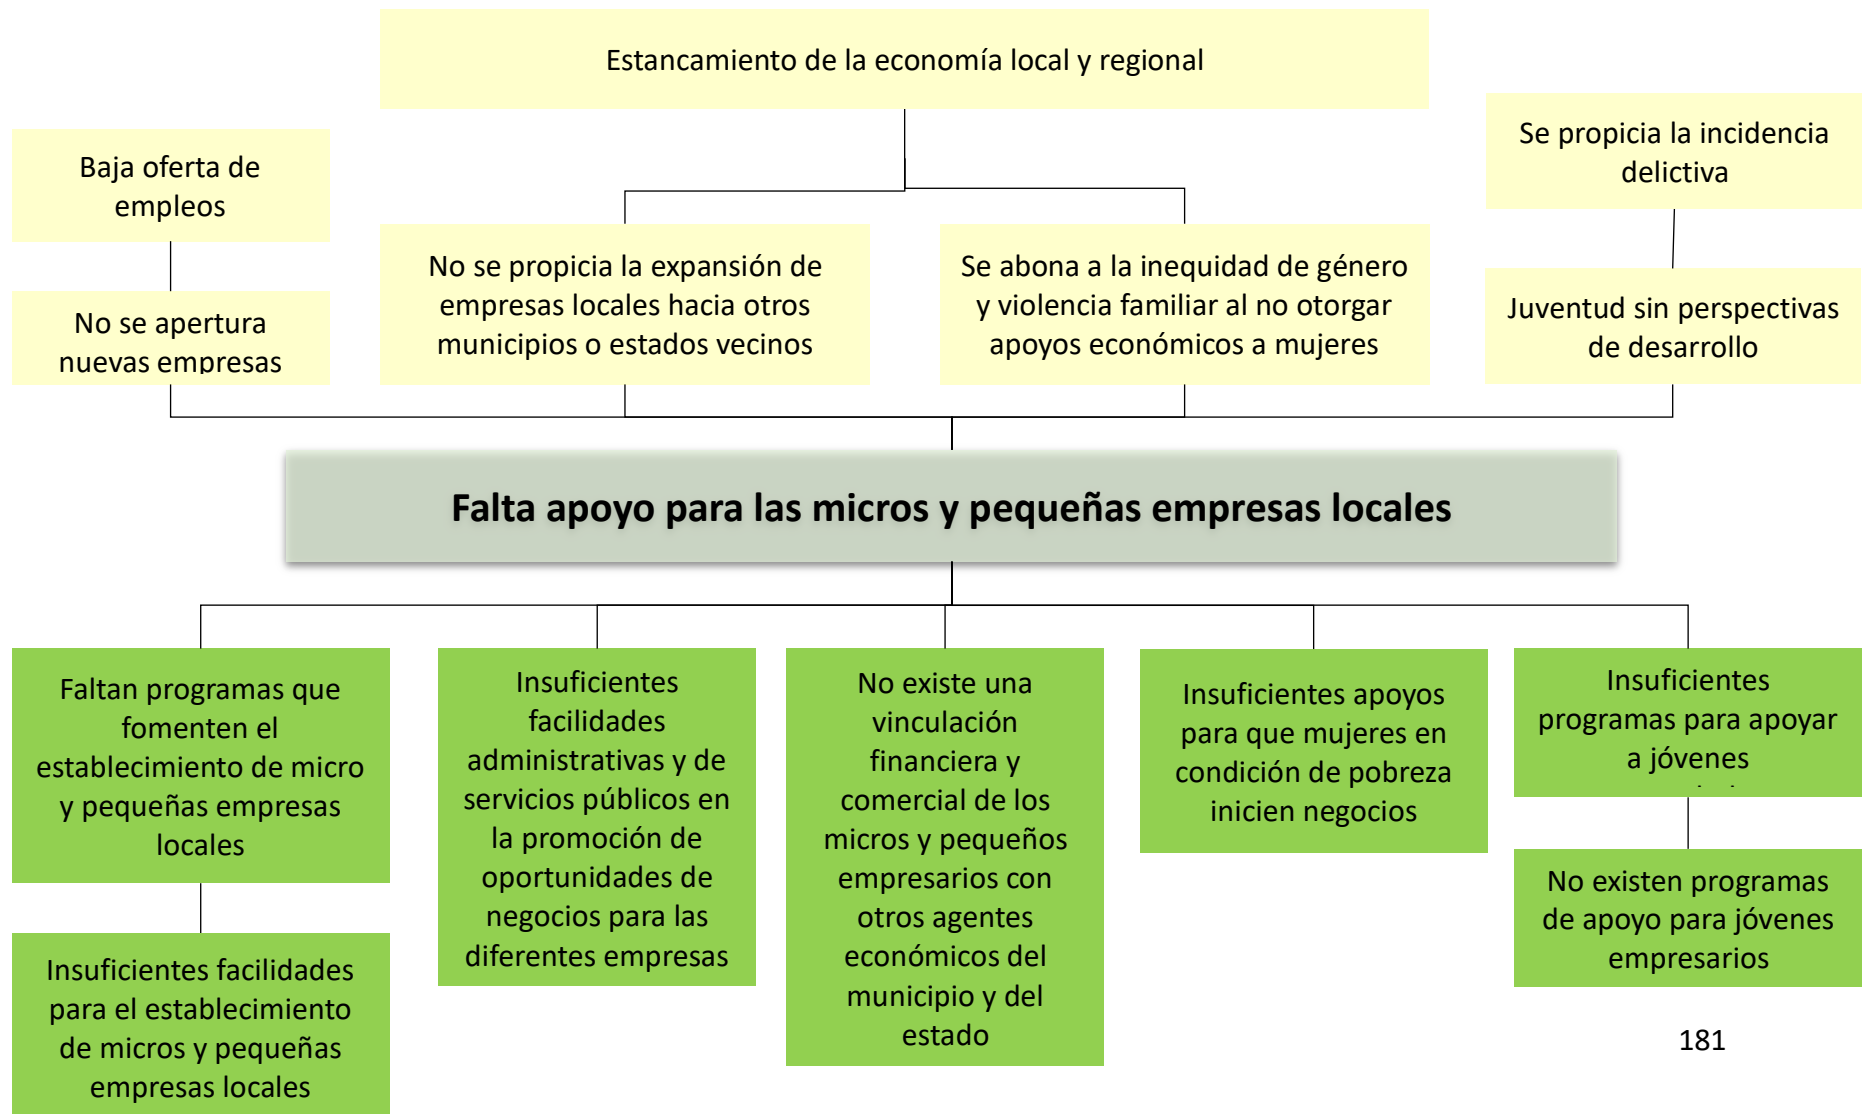 Estancamiento de la economía local y regional
Baja oferta de
empleos
Se propicia la incidencia
delictiva
No se apertura
nuevas empresas
No se propicia la expansión de
empresas locales hacia otros
municipios o estados vecinos
Se abona a la inequidad de género
y violencia familiar al no otorgar
apoyos económicos a mujeres
Juventud sin perspectivas
de desarrollo
Falta apoyo para las micros y pequeñas empresas locales
Faltan programas que
fomenten el
establecimiento de micro
y pequeñas empresas
locales
Insuficientes
facilidades
administrativas y de
servicios públicos en
la promoción de
oportunidades de
negocios para las
diferentes empresas
No existe una
vinculación
financiera y
comercial de los
micros y pequeños
empresarios con
otros agentes
económicos del
municipio y del
estado
Insuficientes apoyos
para que mujeres en
condición de pobreza
inicien negocios
Insuficientes
programas para apoyar
a jóvenes
Insuficientes facilidades
para el establecimiento
de micros y pequeñas
empresas locales
No existen programas
de apoyo para jóvenes
empresarios
181